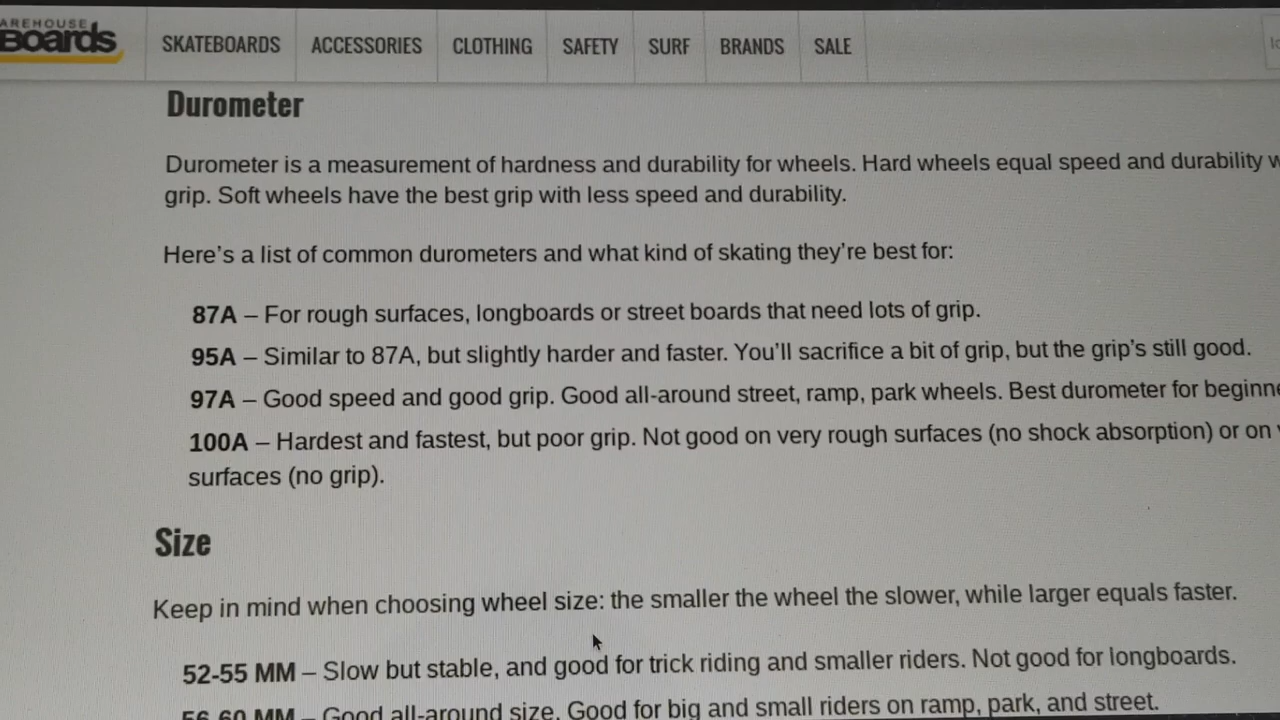 AREHOUSE
Boards
SKATEBOARDS ACCESSORIES CLOTHING SAFETY SURF BRANDS SALE
Durometer
Durometer is a measurement of hardness and durability for wheels. Hard wheels equal speed and durability
grip. Soft wheels have the best grip with less speed and durability.
Here's a list of common durometers and what kind of skating they're best for:
87A – For rough surfaces, longboards or street boards that need lots of grip.
95A – Similar to 87A, but slightly harder and faster. You'll sacrifice a bit of grip, but the grip's still good.
97A – Good speed and good grip. Good all-around street, ramp, park wheels. Best durometer for beginne
100A – Hardest and fastest, but poor grip. Not good on very rough surfaces (no shock absorption) or on
surfaces (no grip).
Size
Keep in mind when choosing wheel size: the smaller the wheel the slower, while larger equals faster.
52-55 MM – Slow but stable, and good for trick riding and smaller riders. Not good for longboards.
56-60 MM – Good all-around size. Good for big and small riders on ramp, park, and street.